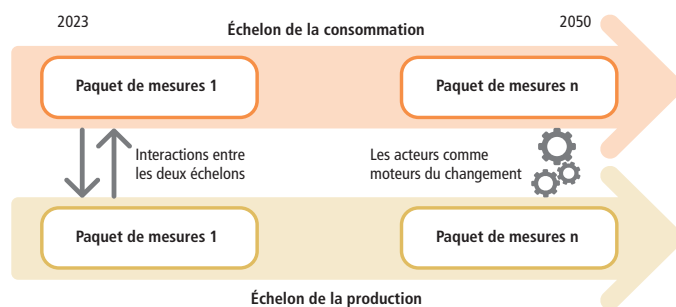 2023
Échelon de la consommation
2050
Paquet de mesures 1
Paquet de mesures n
Interactions entre
les deux échelons
Les acteurs comme
moteurs du changement
Paquet de mesures 1
Paquet de mesures n
Échelon de la production